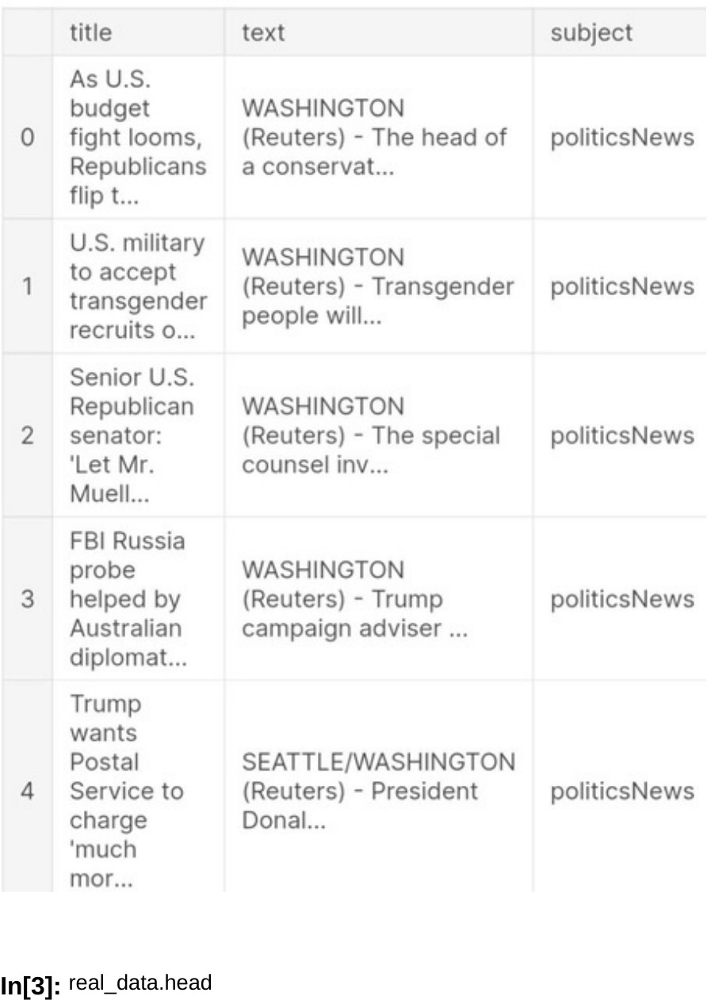 title text subject
0 As U.S. budget fight looms, Republicans flip t... WASHINGTON (Reuters) - The head of a conservat... politicsNews
1 U.S. military to accept transgender recruits o... WASHINGTON (Reuters) - Transgender people will... politicsNews
2 Senior U.S. Republican senator: 'Let Mr. Muell... WASHINGTON (Reuters) - The special counsel inv... politicsNews
3 FBI Russia probe helped by Australian diplomat... WASHINGTON (Reuters) - Trump campaign adviser ... politicsNews
4 Trump wants Postal Service to charge 'much mor... SEATTLE/WASHINGTON (Reuters) - President Donal... politicsNews
In[3]: real_data.head